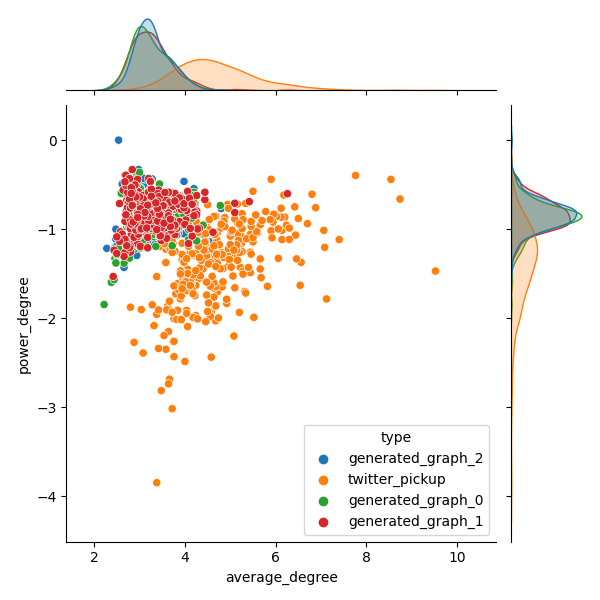 0
−1
−2
−3
−4
power_degree
2
4
6
8
10
average_degree
type
generated_graph_2
twitter_pickup
generated_graph_0
generated_graph_1